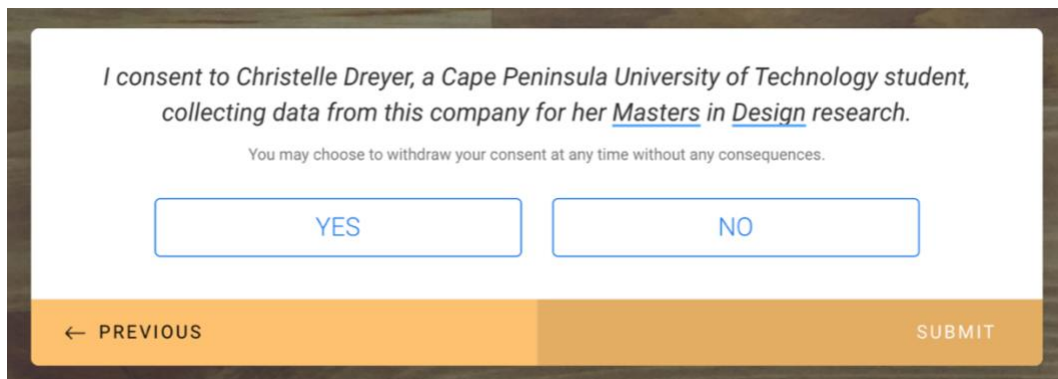 I consent to Christelle Dreyer, a Cape Peninsula University of Technology student,
collecting data from this company for her Masters in Design research.
You may choose to withdraw your consent at any time without any consequences.
YES
NO
← PREVIOUS
SUBMIT